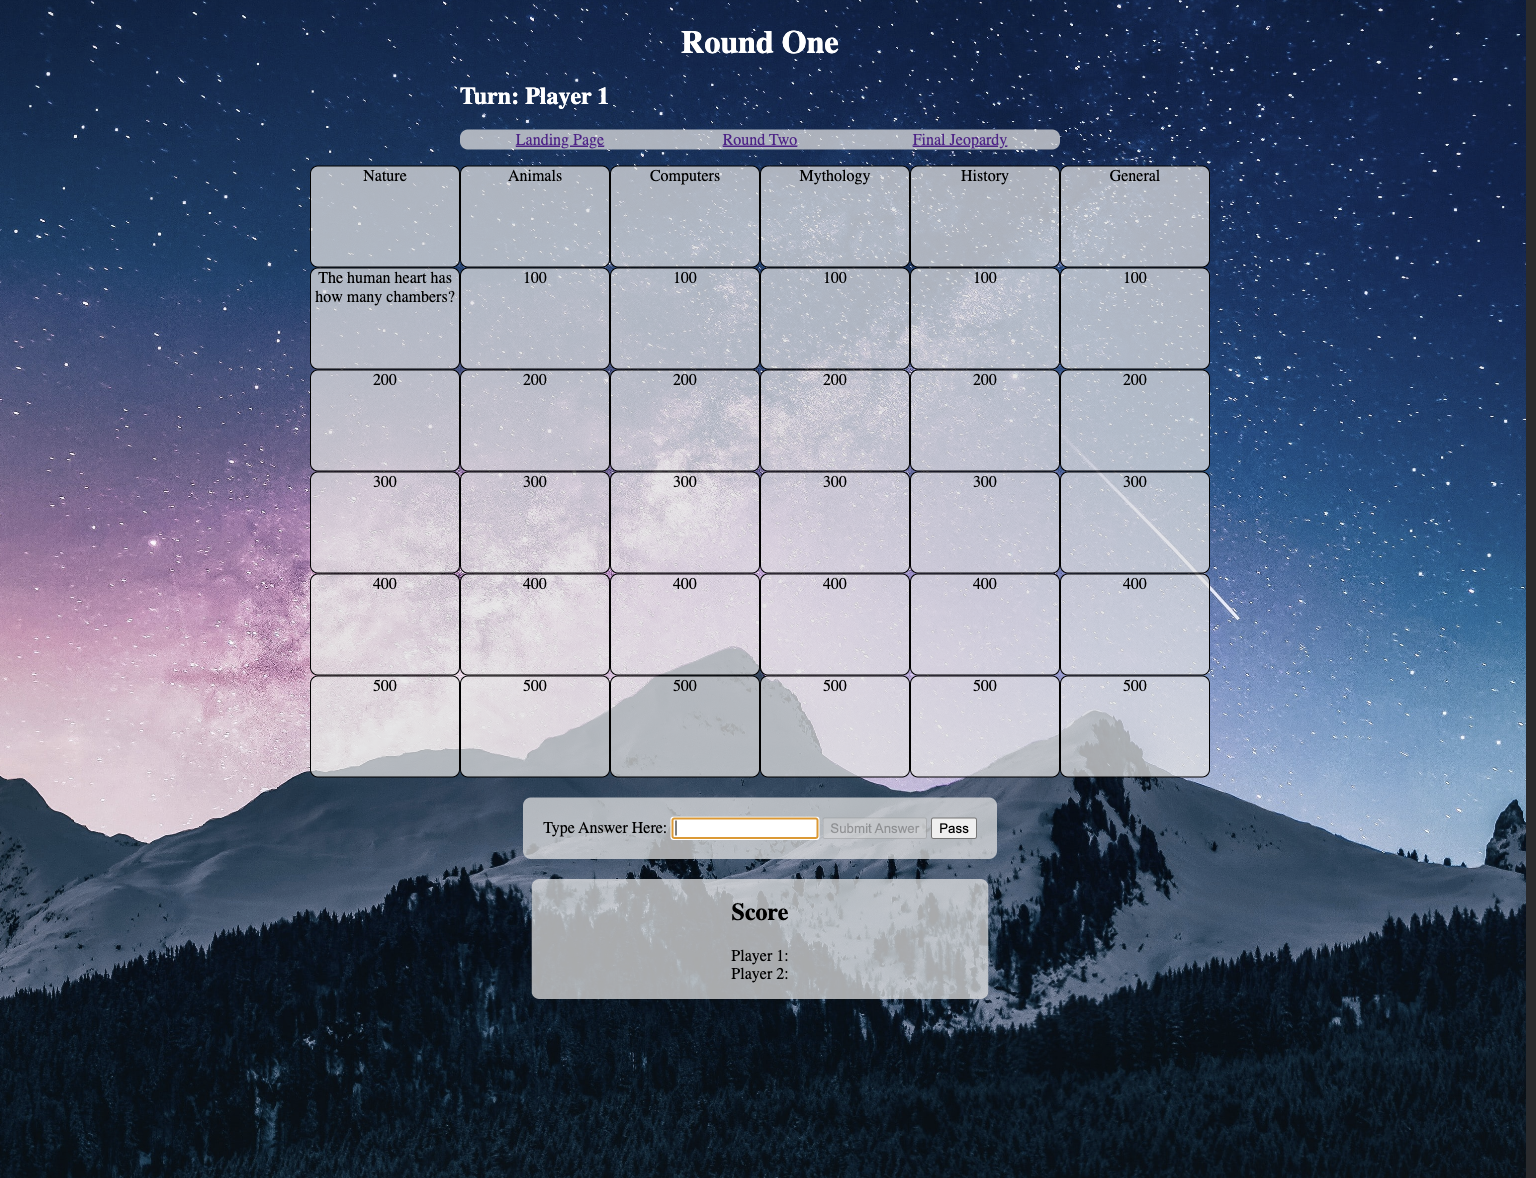 Round One
Turn: Player 1
Landing Page Round Two Final Jeopardy
Nature Animals Computers Mythology History General
The human heart has
how many chambers?
100 100 100 100 100
200 200 200 200 200 200
300 300 300 300 300 300
400 400 400 400 400 400
500 500 500 500 500 500
Type Answer Here: Submit Answer Pass
Score
Player 1:
Player 2: